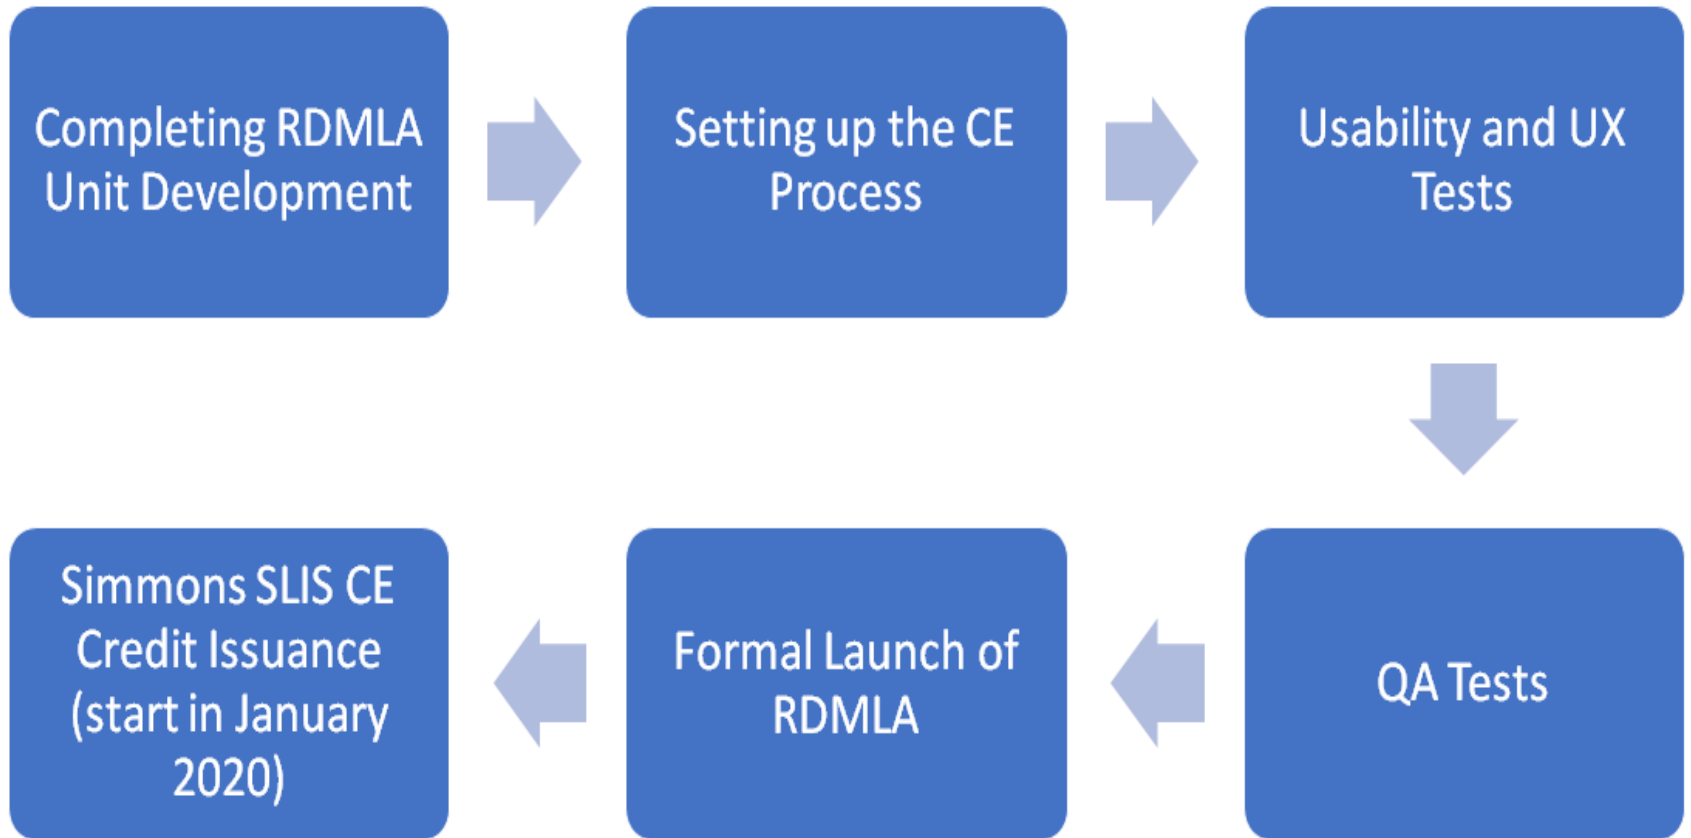 Completing RDMLA
Unit Development
Setting up the CE
Process
Usability and UX
Tests
QA Tests
Formal Launch of
RDMLA
Simmons SLIS CE
Credit Issuance
(start in January
2020)